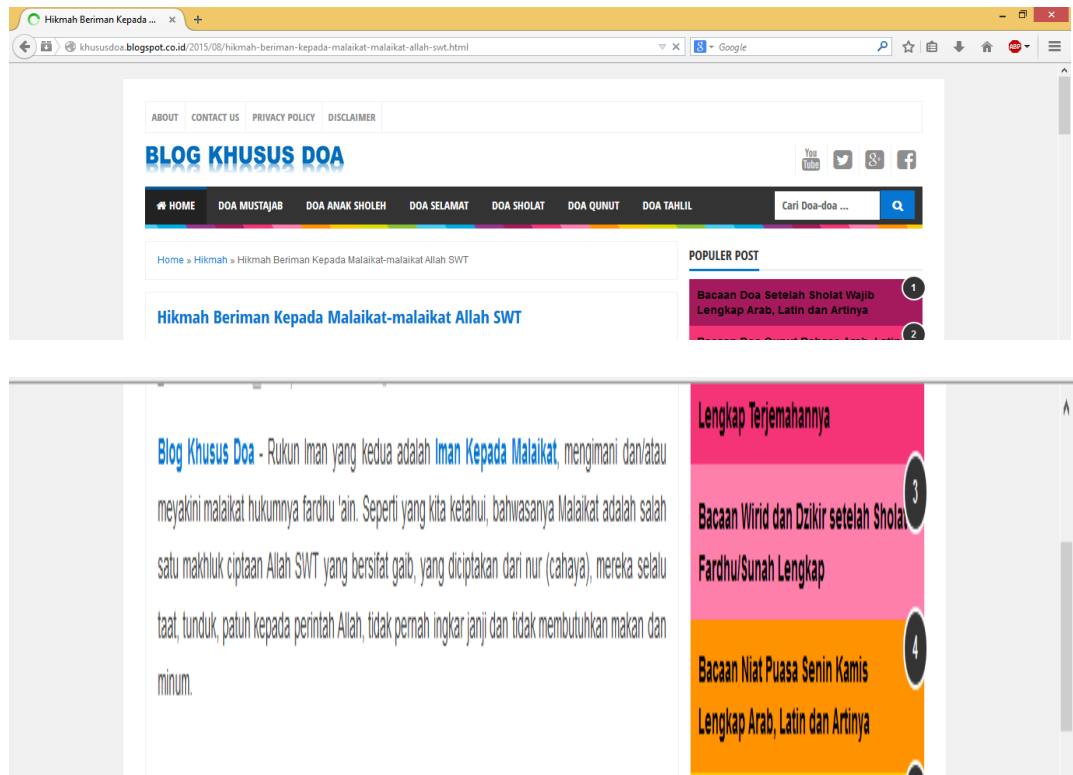 Hikmah Beriman Kepada ... × +
khususdoa.blogspot.co.id/2015/08/hikmah-beriman-kepada-malaikat-malaikat-allah-swt.html
Google
ABP
ABOUT CONTACT US PRIVACY POLICY DISCLAIMER
BLOG KHUSUS DOA
You Tube
HOME DOA MUSTAJAB DOA ANAK SHOLEH DOA SELAMAT DOA SHOLAT DOA QUNUT DOA TAHLIL
Cari Doa-doa ...
Home » Hikmah » Hikmah Beriman Kepada Malaikat-malaikat Allah SWT
Hikmah Beriman Kepada Malaikat-malaikat Allah SWT
POPULER POST
Bacaan Doa Setelah Sholat Wajib
Lengkap Arab, Latin dan Artinya
1
2
Blog Khusus Doa - Rukun Iman yang kedua adalah Iman Kepada Malaikat, mengimani dan/atau
meyakini malaikat hukumnya fardhu 'ain. Seperti yang kita ketahui, bahwasanya Malaikat adalah salah
satu makhluk ciptaan Allah SWT yang bersifat gaib, yang diciptakan dari nur (cahaya), mereka selalu
taat, tunduk, patuh kepada perintah Allah, tidak pernah ingkar janji dan tidak membutuhkan makan dan
minum.
Lengkap Terjemahannya
Bacaan Wirid dan Dzikir setelah Sholat
Fardhu/Sunah Lengkap
3
Bacaan Niat Puasa Senin Kamis
Lengkap Arab, Latin dan Artinya
4